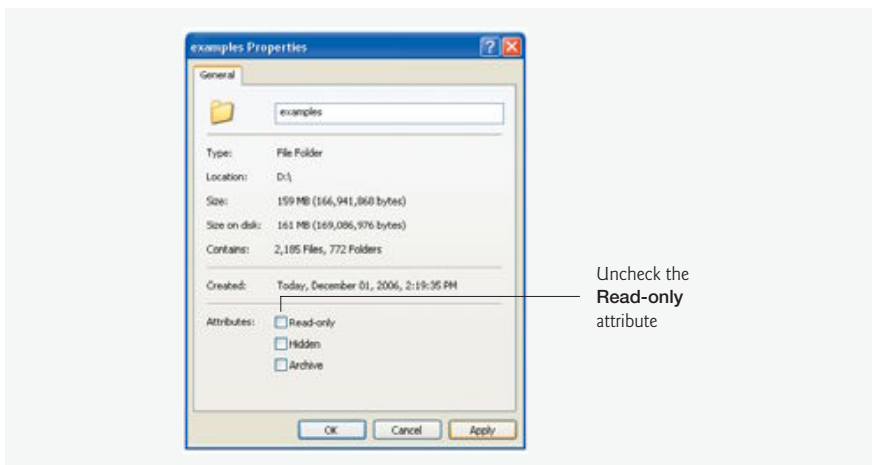 examples Properties
General
examples
Type: File Folder
Location: D:\
Size: 159 MB (166,941,868 bytes)
Size on disk: 161 MB (169,086,976 bytes)
Contains: 2,185 Files, 772 Folders
Created: Today, December 01, 2006, 2:19:35 PM
Attributes: Read-only
Hidden
Archive
OK Cancel Apply
Uncheck the
Read-only
attribute